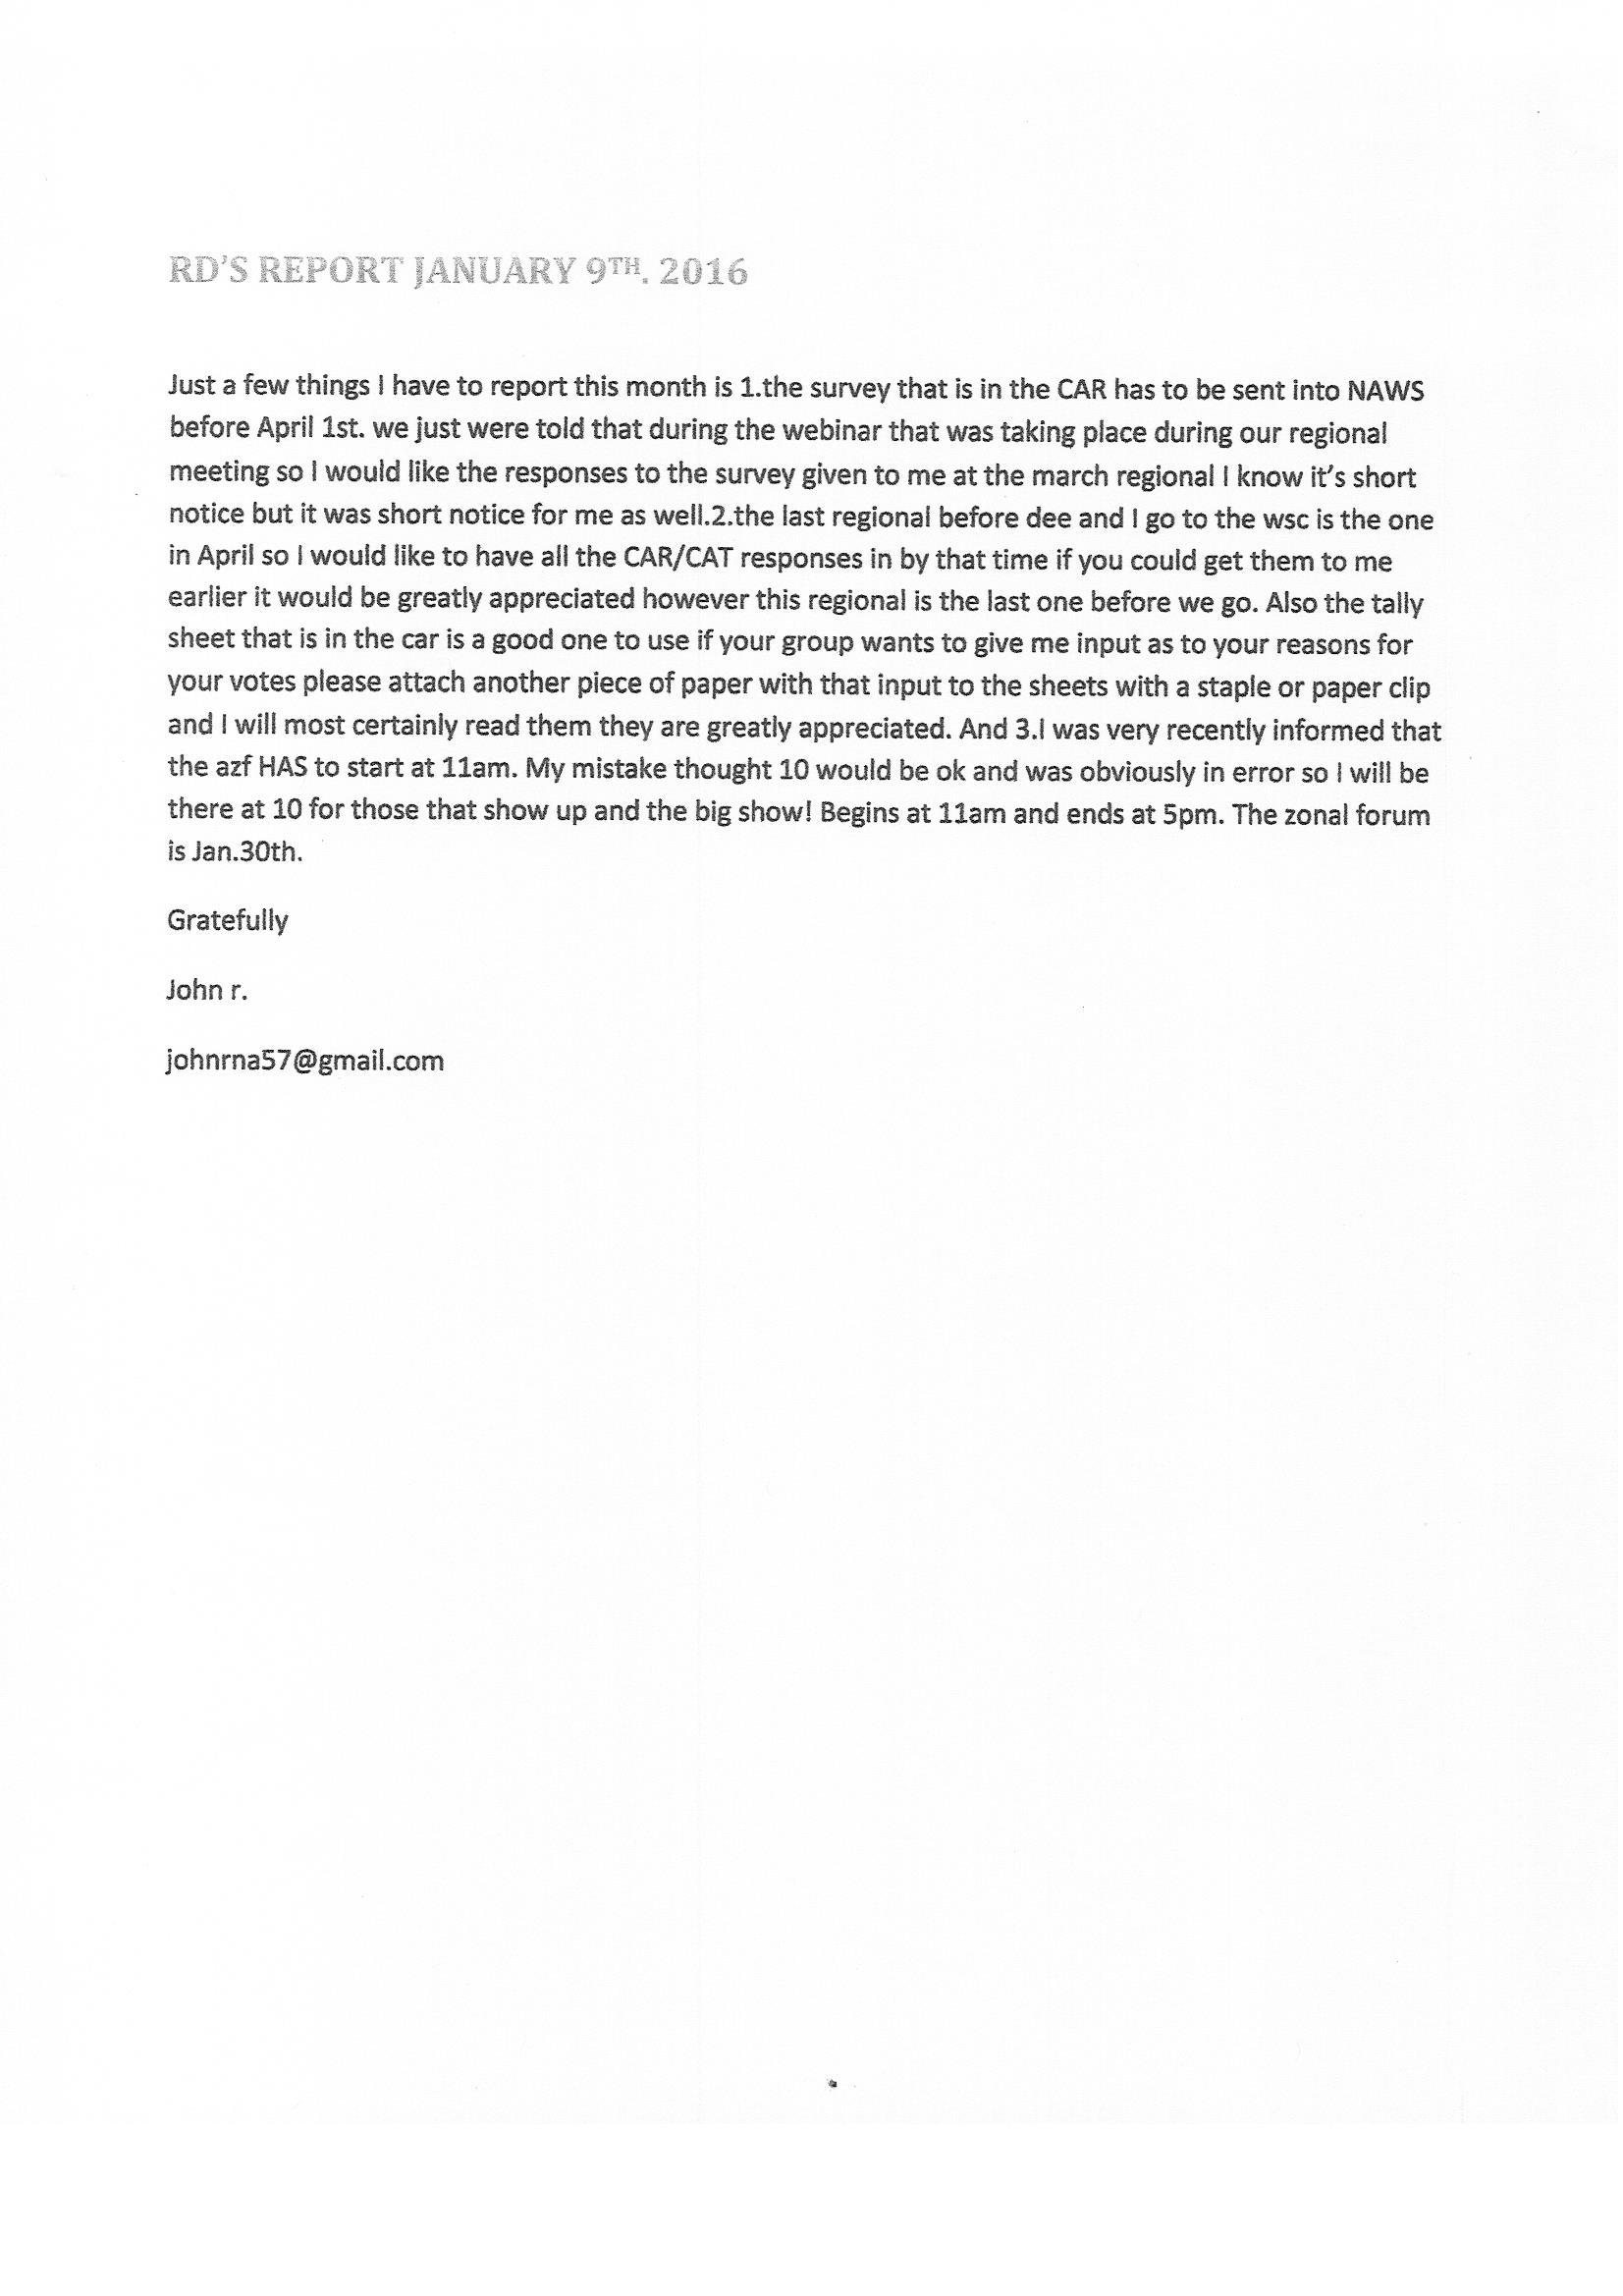 RD'S REPORT JANUARY 9TH. 2016
Just a few things I have to report this month is 1.the survey that is in the CAR has to be sent into NAWS
before April 1st. we just were told that during the webinar that was taking place during our regional
meeting so I would like the responses to the survey given to me at the march regional I know it's short
notice but it was short notice for me as well.2.the last regional before dee and I go to the wsc is the one
in April so I would like to have all the CAR/CAT responses in by that time if you could get them to me
earlier it would be greatly appreciated however this regional is the last one before we go. Also the tally
sheet that is in the car is a good one to use if your group wants to give me input as to your reasons for
your votes please attach another piece of paper with that input to the sheets with a staple or paper clip
and I will most certainly read them they are greatly appreciated. And 3.I was very recently informed that
the azf HAS to start at 11am. My mistake thought 10 would be ok and was obviously in error so I will be
there at 10 for those that show up and the big show! Begins at 11am and ends at 5pm. The zonal forum
is Jan.30th.
Gratefully
John r.
johnrna57@gmail.com